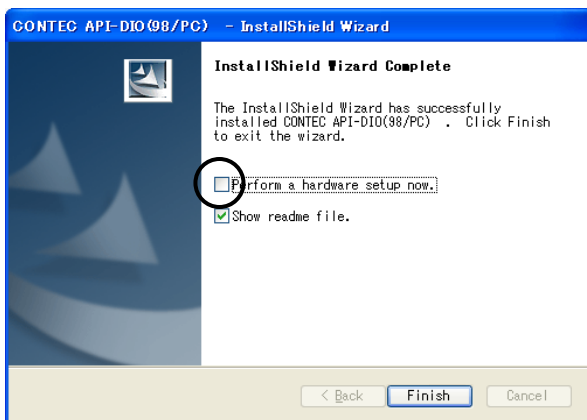 CONTEC API-DIO(98/PC) - InstallShield Wizard
InstallShield Wizard Complete
The InstallShield Wizard has successfully
installed CONTEC API-DIO(98/PC) . Click Finish
to exit the wizard.
Perform a hardware setup now.
Show readme file.
< Back Finish Cancel